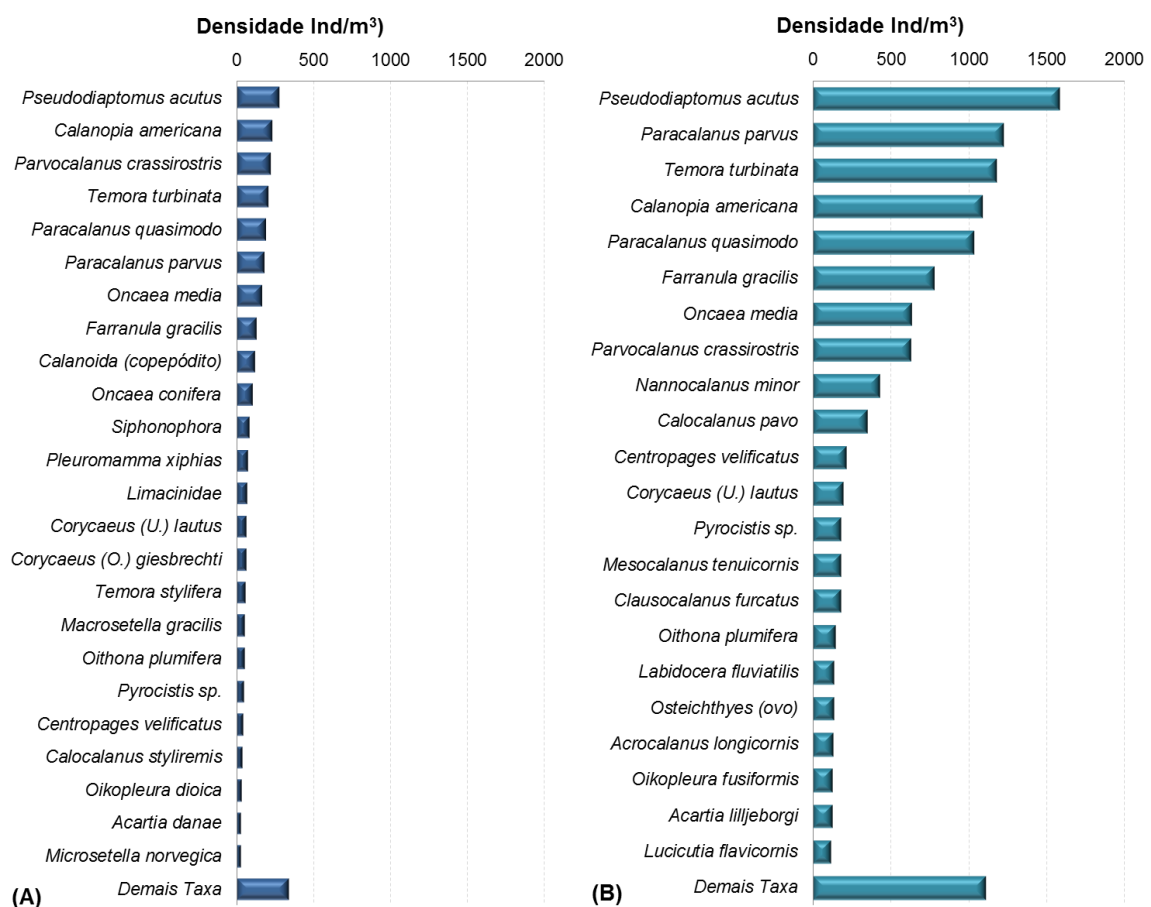 Densidade Ind/m³)
0 500 1000 1500 2000
Pseudodiaptomus acutus
Calanopia americana
Parvocalanus crassirostris
Temora turbinata
Paracalanus quasimodo
Paracalanus parvus
Oncaea media
Farranula gracilis
Calanoida (copepódito)
Oncaea conifera
Siphonophora
Pleuromamma xiphias
Limacinidae
Corycaeus (U.) lautus
Corycaeus (O.) giesbrechti
Temora stylifera
Macrosetella gracilis
Oithona plumifera
Pyrocistis sp.
Centropages velificatus
Calocalanus styliremis
Oikopleura dioica
Acartia danae
Microsetella norvegica
Demais Taxa
(A)
Densidade Ind/m³)
0 500 1000 1500 2000
Pseudodiaptomus acutus
Paracalanus parvus
Temora turbinata
Calanopia americana
Paracalanus quasimodo
Farranula gracilis
Oncaea media
Parvocalanus crassirostris
Nannocalanus minor
Calocalanus pavo
Centropages velificatus
Corycaeus (U.) lautus
Pyrocistis sp.
Mesocalanus tenuicornis
Clausocalanus furcatus
Oithona plumifera
Labidocera fluviatilis
Osteichthyes (ovo)
Acrocalanus longicornis
Oikopleura fusiformis
Acartia lilljeborgi
Lucicutia flavicornis
Demais Taxa
(B)